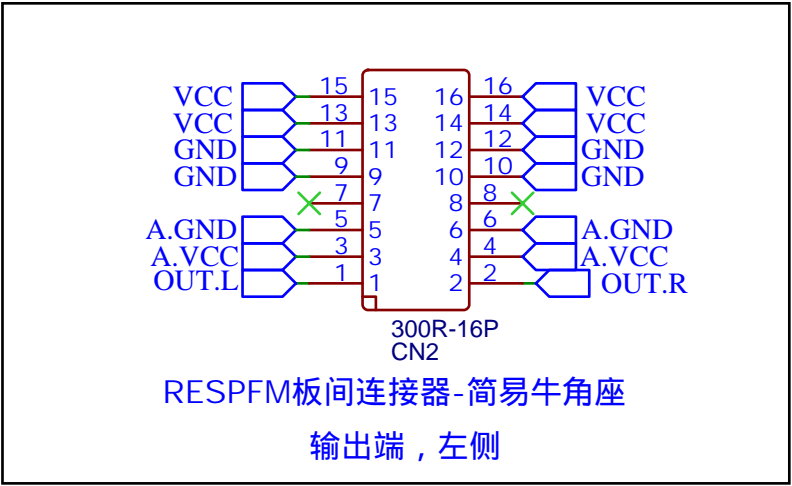 VCC 15 15 16 16 VCC
VCC 13 13 14 14 VCC
GND 11 11 12 12 GND
GND 9 9 10 10 GND
7 7 8 8
A.GND 5 5 6 6 A.GND
A.VCC 3 3 4 4 A.VCC
OUT.L 1 1 2 2 OUT.R
300R-16P
CN2
RESPFM板间连接器-简易牛角座
输出端，左侧